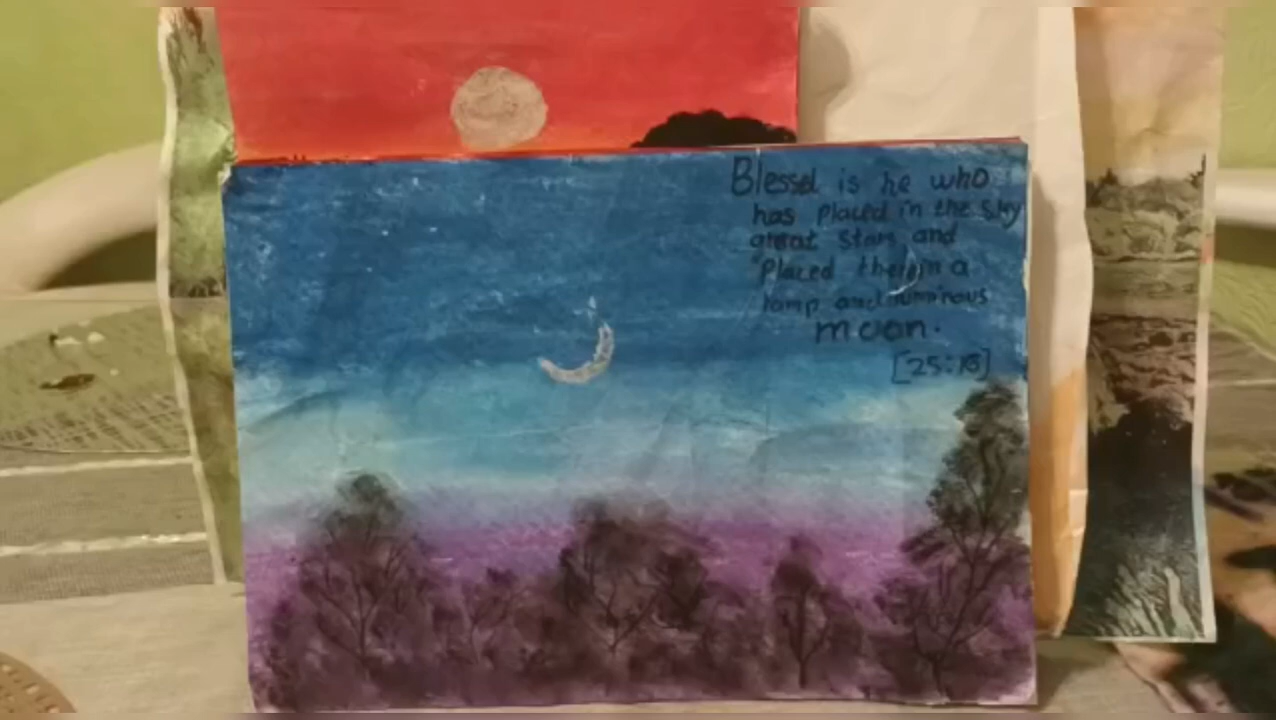 Blessed is he who
has placed in the sky
great stars and
placed therein a
lamp and luminous
moon.
[25:16]